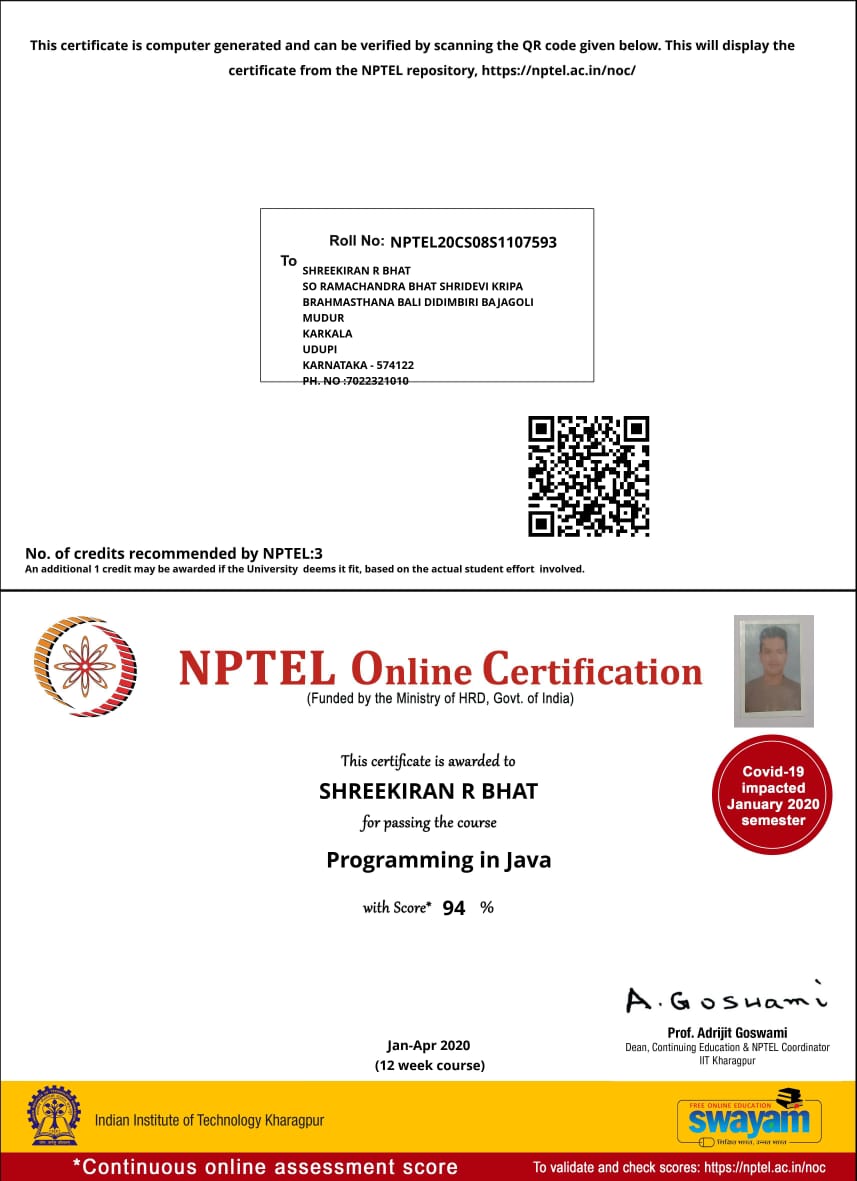 This certificate is computer generated and can be verified by scanning the QR code given below. This will display the
certificate from the NPTEL repository, https://nptel.ac.in/noc/
Roll No: NPTEL20CS08S1107593
To
SHREEKIRAN R BHAT
SO RAMACHANDRA BHAT SHRIDEVI KRIPA
BRAHMASTHANA BALI DIDIMBIRI BAJAGOLI
MUDUR
KARKALA
UDUPI
KARNATAKA - 574122
PH. NO :7022321010
No. of credits recommended by NPTEL:3
An additional 1 credit may be awarded if the University deems it fit, based on the actual student effort involved.
NPTEL Online Certification
(Funded by the Ministry of HRD, Govt. of India)
This certificate is awarded to
SHREEKIRAN R BHAT
for passing the course
Programming in Java
with Score* 94 %
Covid-19
impacted
January 2020
semester
A. Goswami
Prof. Adrijit Goswami
Dean, Continuing Education & NPTEL Coordinator
IIT Kharagpur
Jan-Apr 2020
(12 week course)
Indian Institute of Technology Kharagpur
FREE ONLINE EDUCATION
swayam
शिक्षित भारत, उन्नत भारत
*Continuous online assessment score
To validate and check scores: https://nptel.ac.in/noc